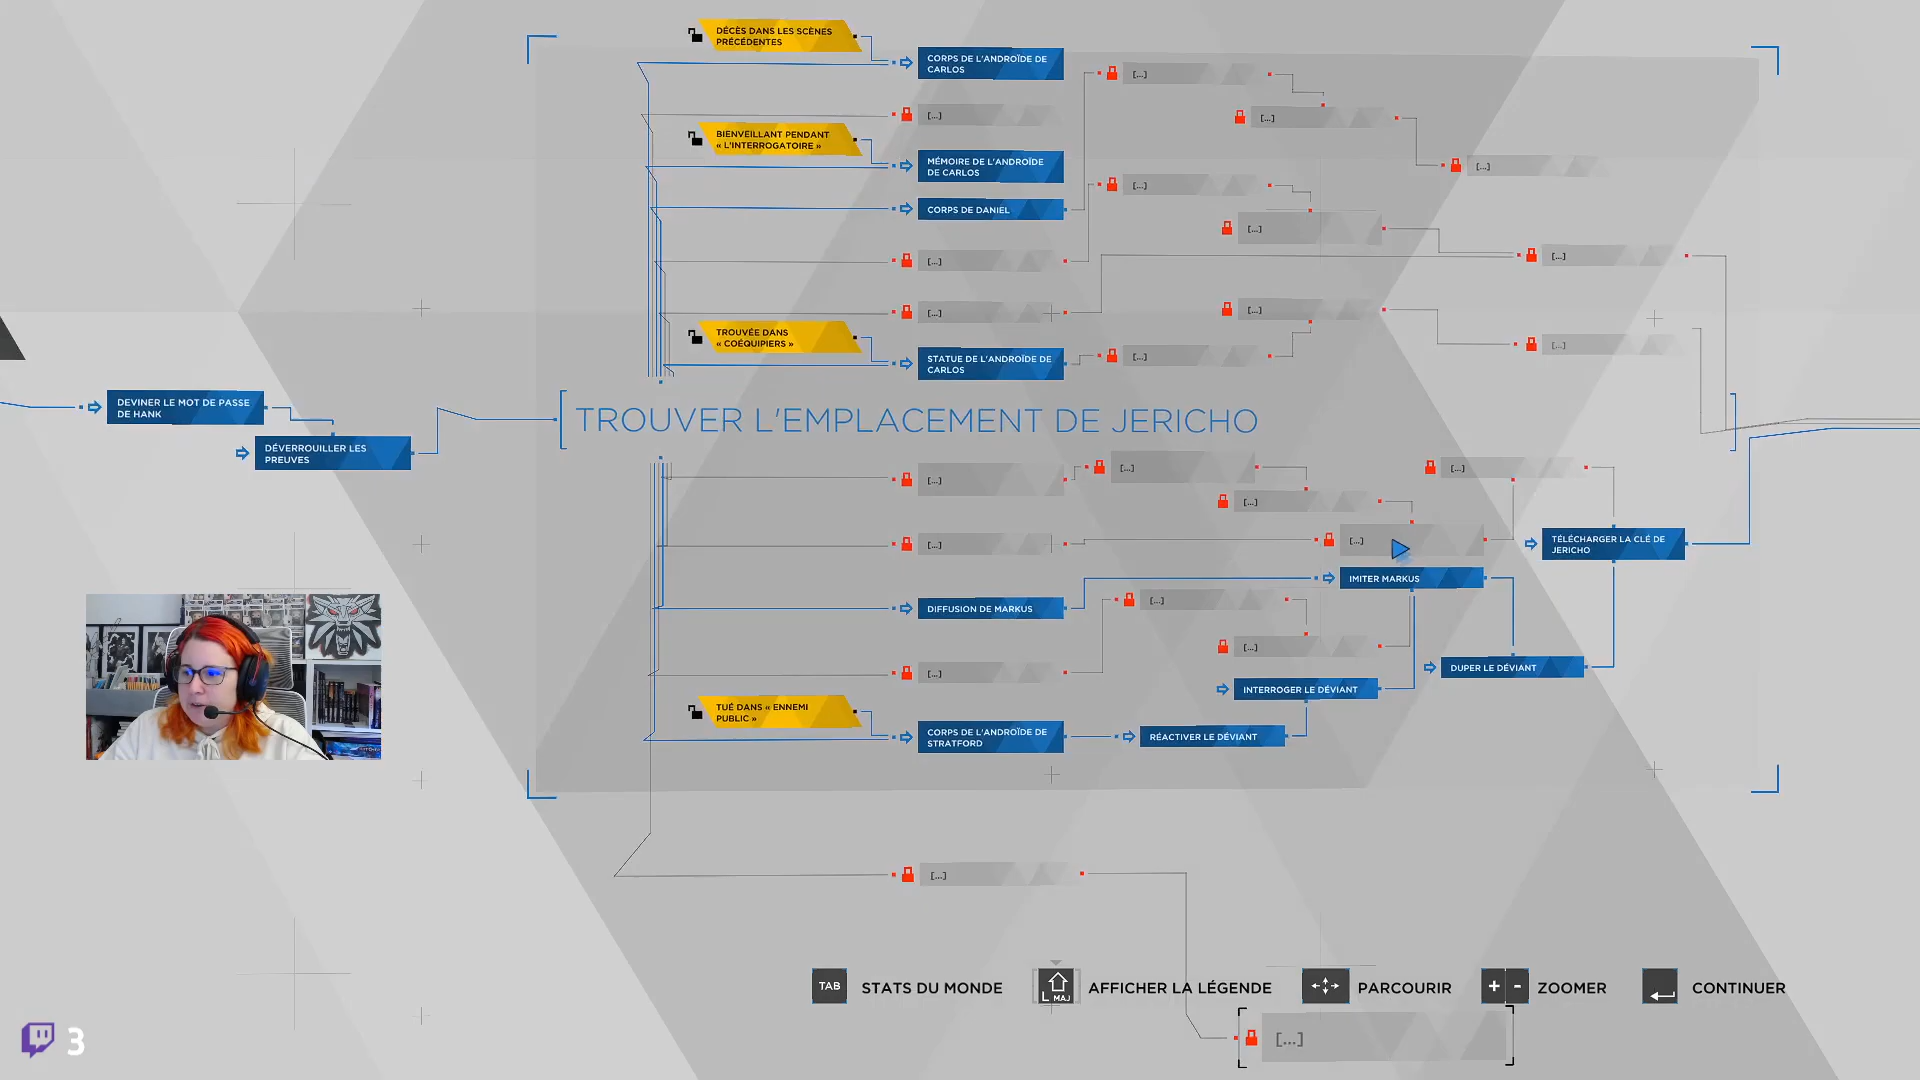 DÉCÈS DANS LES SCÈNES
PRÉCÉDENTES
CORPS DE L'ANDROÏDE DE
CARLOS
[...]
[...]
[...]
BIENVEILLANT PENDANT
« L'INTERROGATOIRE »
MÉMOIRE DE L'ANDROÏDE
DE CARLOS
[...]
[...]
CORPS DE DANIEL
[...]
[...]
[...]
[...]
[...]
TROUVÉE DANS
« COÉQUIPIERS »
STATUE DE L'ANDROÏDE DE
CARLOS
[...]
[...]
DEVINER LE MOT DE PASSE
DE HANK
DÉVERROUILLER LES
PREUVES
TROUVER L'EMPLACEMENT DE JERICHO
[...]
[...]
[...]
[...]
[...]
[...]
TÉLÉCHARGER LA CLÉ DE
JERICHO
IMITER MARKUS
DIFFUSION DE MARKUS
[...]
[...]
[...]
DUPER LE DÉVIANT
INTERROGER LE DÉVIANT
TUÉ DANS « ENNEMI
PUBLIC »
CORPS DE L'ANDROÏDE DE
STRATFORD
RÉACTIVER LE DÉVIANT
[...]
TAB STATS DU MONDE L MAJ AFFICHER LA LÉGENDE PARCOURIR + - ZOOMER CONTINUER
[...]
3